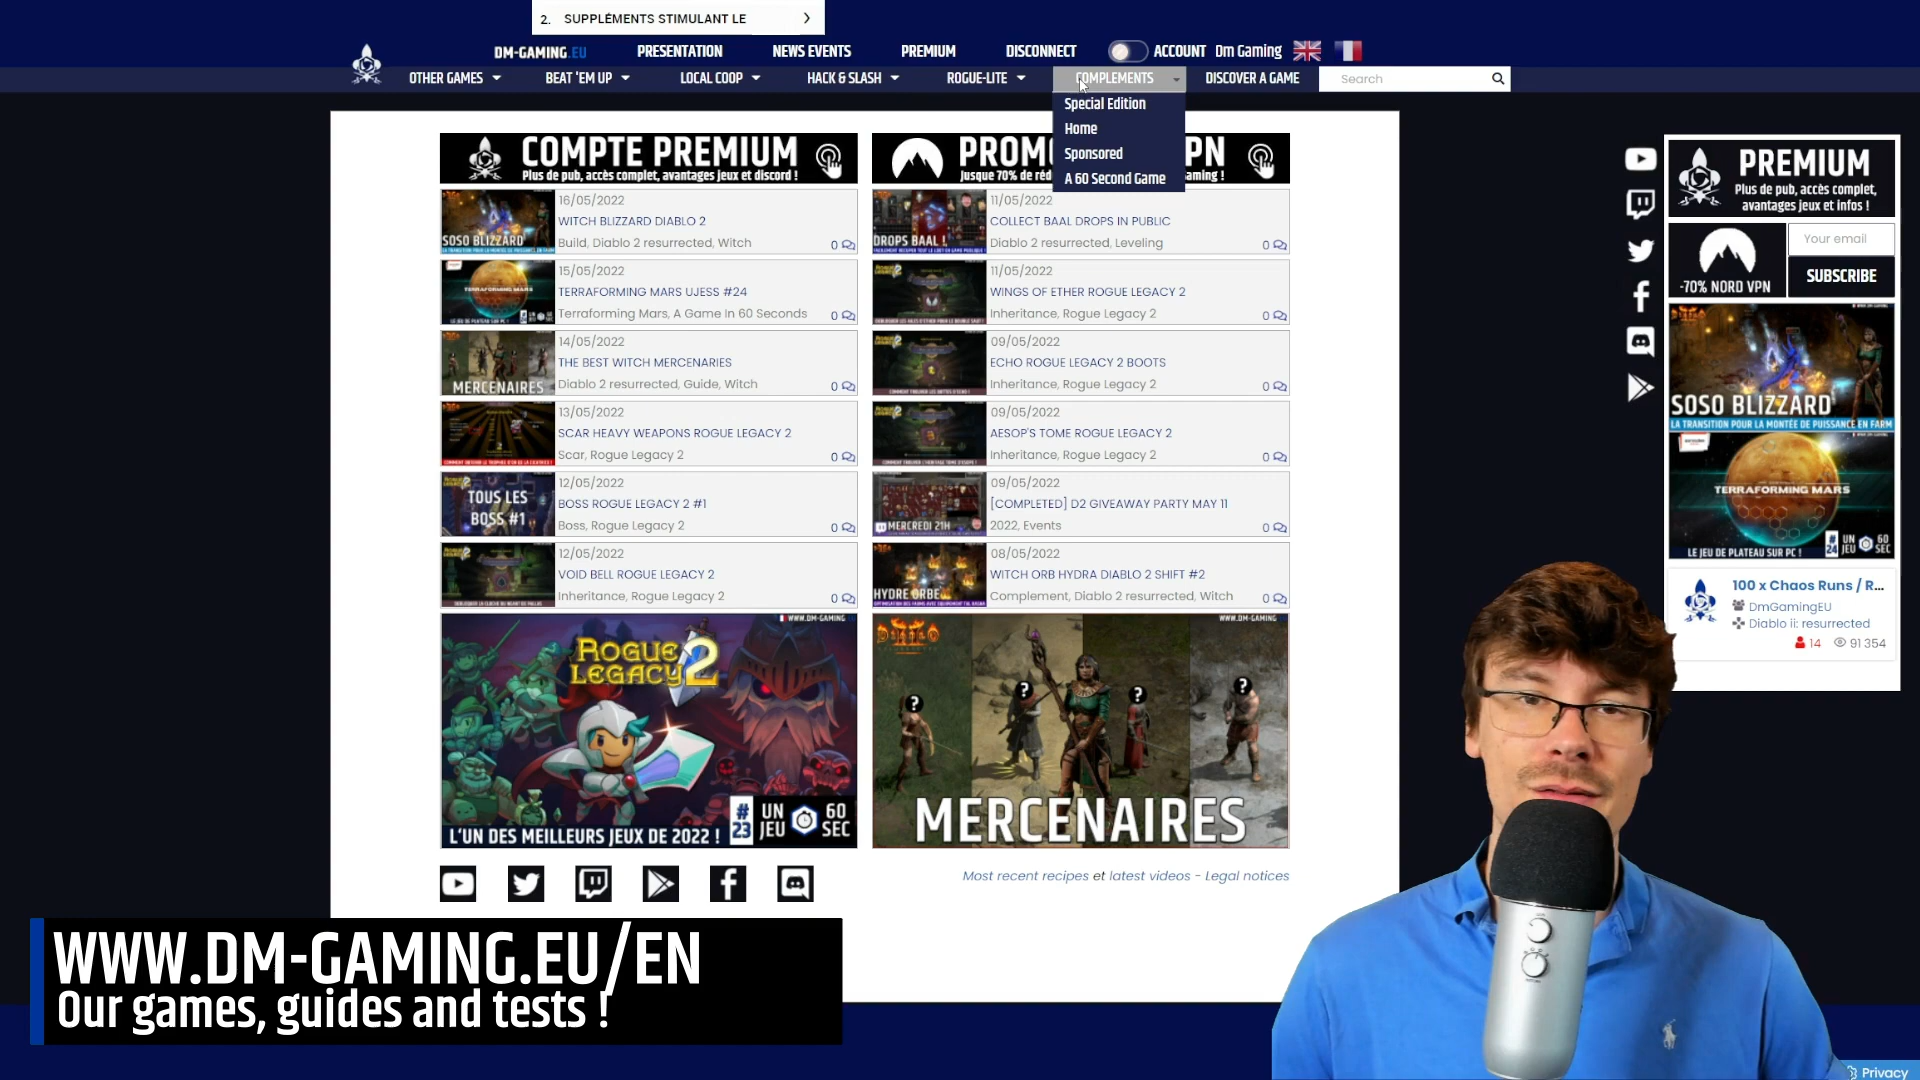 2. SUPPLÉMENTS STIMULANT LE
DM-GAMING.EU PRESENTATION NEWS EVENTS PREMIUM DISCONNECT ACCOUNT Dm Gaming
OTHER GAMES BEAT 'EM UP LOCAL COOP HACK & SLASH ROGUE-LITE COMPLEMENTS DISCOVER A GAME Search
Special Edition
Home
Sponsored
A 60 Second Game
COMPTE PREMIUM
Plus de pub, accès complet, avantages jeux et discord !
16/05/2022
WITCH BLIZZARD DIABLO 2
Build, Diablo 2 resurrected, Witch
0
SOSO BLIZZARD
15/05/2022
TERRAFORMING MARS UJESS #24
Terraforming Mars, A Game In 60 Seconds
0
TERRAFORMING MARS
14/05/2022
THE BEST WITCH MERCENARIES
Diablo 2 resurrected, Guide, Witch
0
MERCENAIRES
13/05/2022
SCAR HEAVY WEAPONS ROGUE LEGACY 2
Scar, Rogue Legacy 2
0
12/05/2022
BOSS ROGUE LEGACY 2 #1
Boss, Rogue Legacy 2
0
TOUS LES
BOSS #1
12/05/2022
VOID BELL ROGUE LEGACY 2
Inheritance, Rogue Legacy 2
0
WWW.DM-GAMING
ROGUE
LEGACY 2
L'UN DES MEILLEURS JEUX DE 2022 !
#23
UN JEU
60 SEC
PROMO
PN
Jusque 70% de réd
aming !
11/05/2022
COLLECT BAAL DROPS IN PUBLIC
Diablo 2 resurrected, Leveling
0
DROPS BAAL !
11/05/2022
WINGS OF ETHER ROGUE LEGACY 2
Inheritance, Rogue Legacy 2
0
09/05/2022
ECHO ROGUE LEGACY 2 BOOTS
Inheritance, Rogue Legacy 2
0
09/05/2022
AESOP'S TOME ROGUE LEGACY 2
Inheritance, Rogue Legacy 2
0
09/05/2022
[COMPLETED] D2 GIVEAWAY PARTY MAY 11
2022, Events
0
MERCREDI 21H
08/05/2022
WITCH ORB HYDRA DIABLO 2 SHIFT #2
Complement, Diablo 2 resurrected, Witch
0
HYDRE ORBE
WWW.DM-GAMING
DIABLO
? ? ? ?
MERCENAIRES
Most recent recipes et latest videos - Legal notices
PREMIUM
Plus de pub, accès complet,
avantages jeux et infos !
-70% NORD VPN
Your email
SUBSCRIBE
SOSO BLIZZARD
LA TRANSITION POUR LA MONTÉE DE PUISSANCE EN FARM
TERRAFORMING MARS
LE JEU DE PLATEAU SUR PC !
#24
UN JEU
60 SEC
100 x Chaos Runs / R...
DmGamingEU
Diablo ii: resurrected
14 91 354
WWW.DM-GAMING.EU/EN
Our games, guides and tests !
Privacy